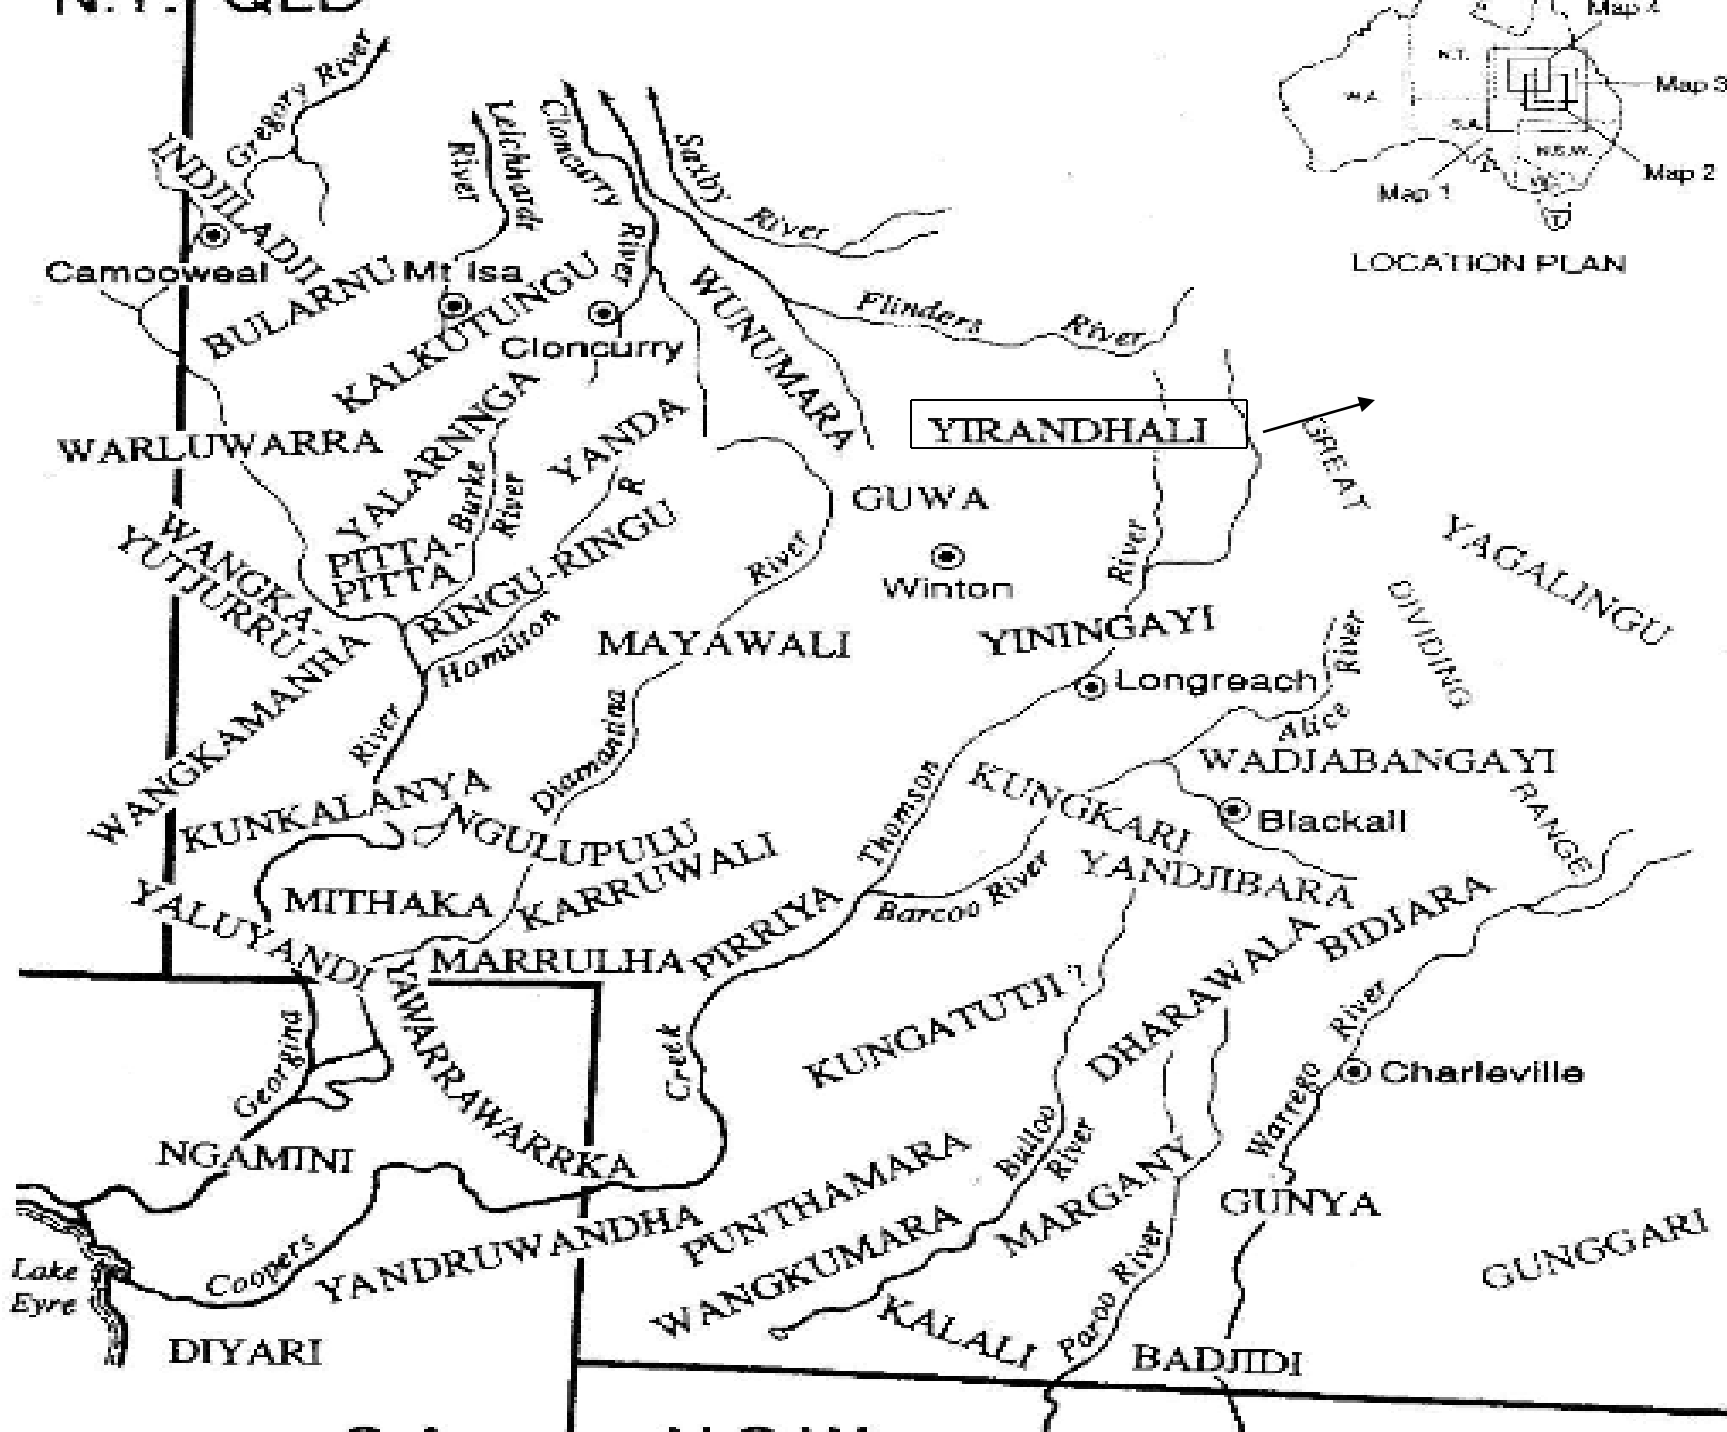 N.T. QLD
Map 4
N.T.
Map 3
W.A.
S.A.
N.S.W.
Map 2
Map 1
T
LOCATION PLAN
Gregory River
Leichhardt
River
Cloncurry
River
Saxby
River
INDJILADJI
Camooweal
BULARNU
Mt Isa
KALKUTUNGU
Cloncurry
WUNUMARA
Flinders
River
YIRANDHALI
GREAT
WARLUWARRA
YALARNNGA
YANDA
Burke
River
R
GUWA
YAGALINGU
PITTA
PITTA
WANGKA-
YUTJURRU
RINGU-RINGU
River
Winton
River
DIVIDING
Hamilton
MAYAWALI
YININGAYI
River
Longreach
WANGKAMANHA
River
Diamantina
Alice
WADJABANGAYI
RANGE
KUNKALANYA
Thomson
KUNGKARI
Blackall
NGULUPULU
KARRUWALI
YANDJIBARA
MITHAKA
Barcoo River
YALUYANDI
PIRRIYA
BIDJARA
MARRULHA
DHARAWALA
YAWARRAWARRKA
KUNGATUTJI ?
River
Georgina
Creek
Charleville
Warrego
NGAMINI
Bulloo
River
PUNTHAMARA
MARGANY
GUNYA
YANDRUWANDHA
WANGKUMARA
GUNGGARI
Lake
Eyre
Coopers
Paroo River
KALALI
DIYARI
BADJIDI